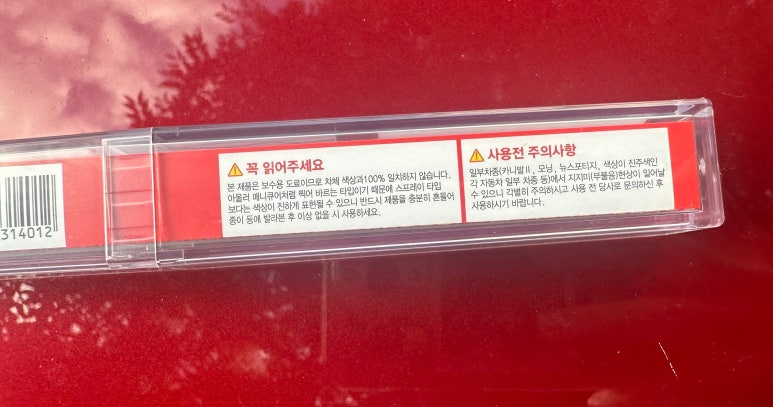 314012
꼭 읽어주세요
본 제품은 보수용 도료이므로 차체 색상과100% 일치하지 않습니다.
아울러 메니큐어처럼 찍어 바르는 타입이기 때문에 스프레이 타입
보다는 색상이 진하게 표현될 수 있으니 반드시 제품을 충분히 흔들어
종이 등에 발라본 후 이상 없을 시 사용하세요.
사용전 주의사항
일부차종(카니발Ⅱ, 모닝, 뉴스포티지, 색상이 진주색인
각 자동차 일부 차종 등)에서 지지미(부풀음)현상이 일어날
수 있으니 각별히 주의하시고 사용 전 당사로 문의하신 후
사용하시기 바랍니다.